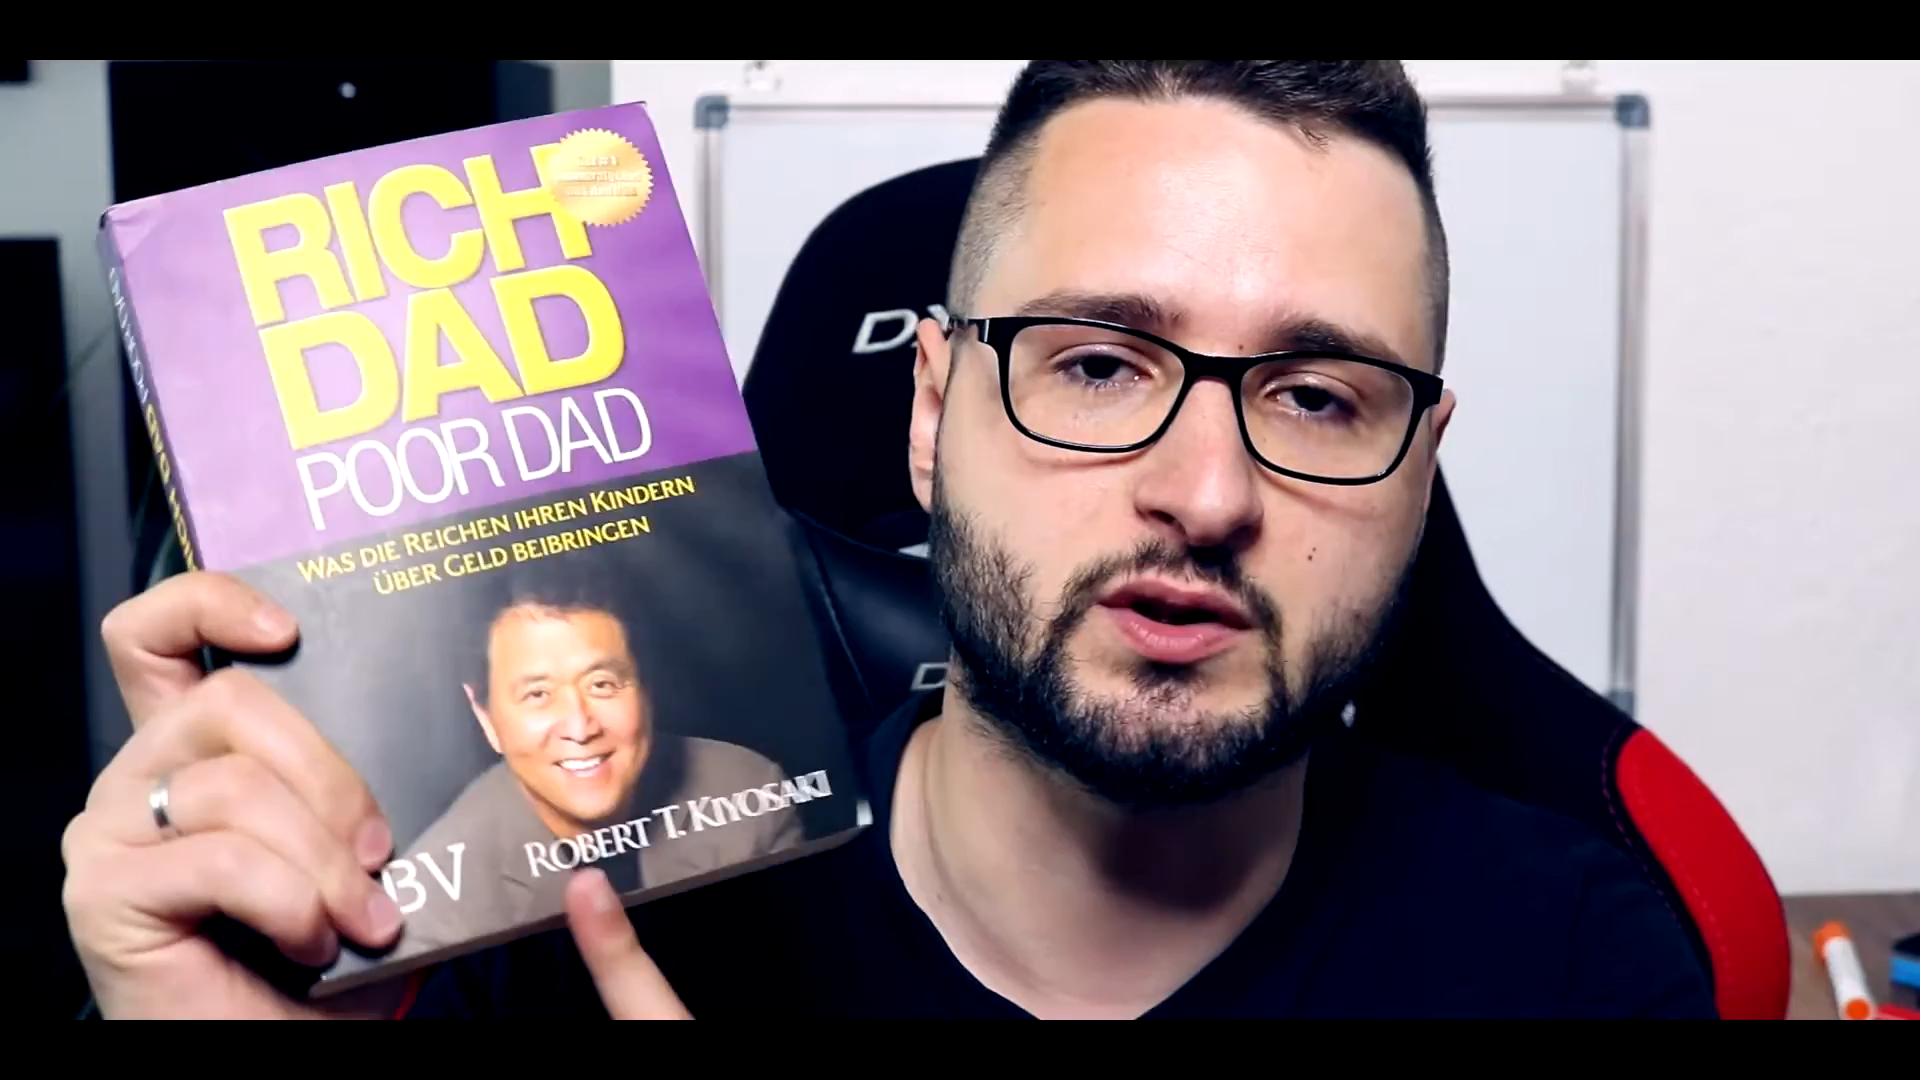 RICH
DAD
POOR DAD
WAS DIE REICHEN IHREN KINDERN
ÜBER GELD BEIBRINGEN
BV
ROBERT T. KIYOSAKI